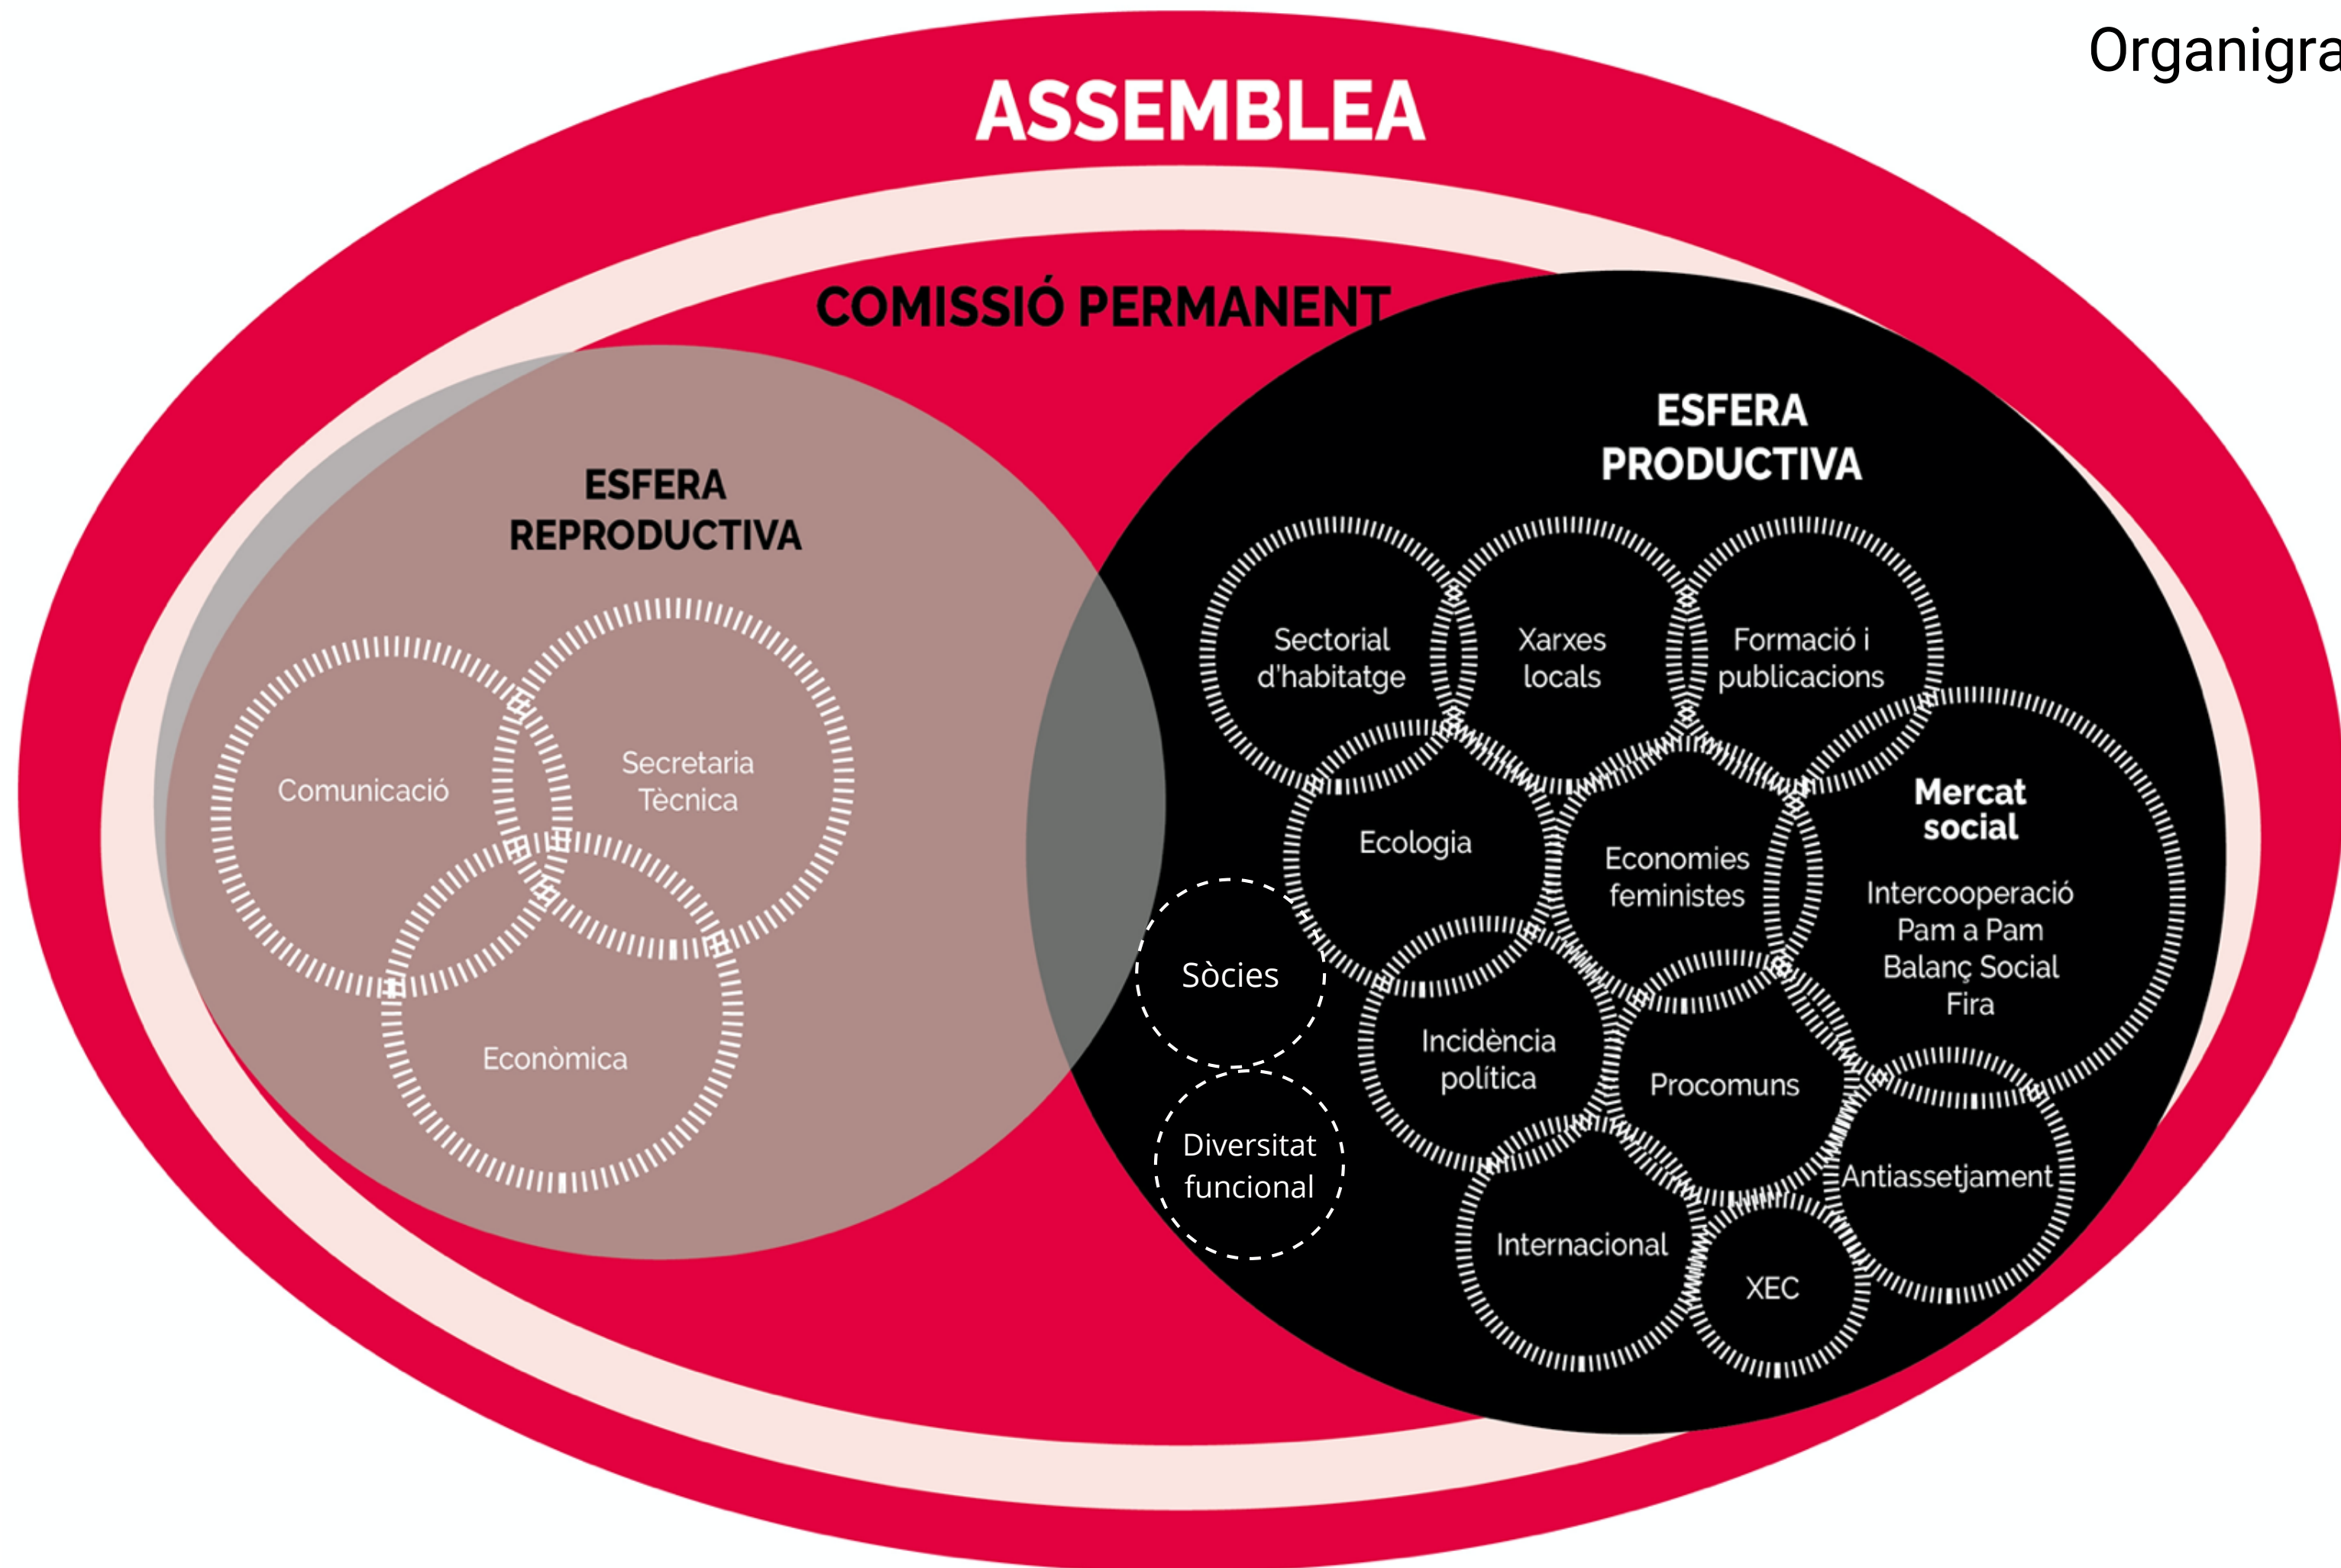 Organigra
ASSEMBLEA
COMISSIÓ PERMANENT
ESFERA
REPRODUCTIVA
Comunicació
Secretaria
Tècnica
Econòmica
ESFERA
PRODUCTIVA
Sectorial
d'habitatge
Xarxes
locals
Formació i
publicacions
Ecologia
Economies
feministes
Mercat
social
Intercooperació
Pam a Pam
Balanç Social
Fira
Sòcies
Diversitat
funcional
Incidència
política
Procomuns
Antiassetjament
Internacional
XEC